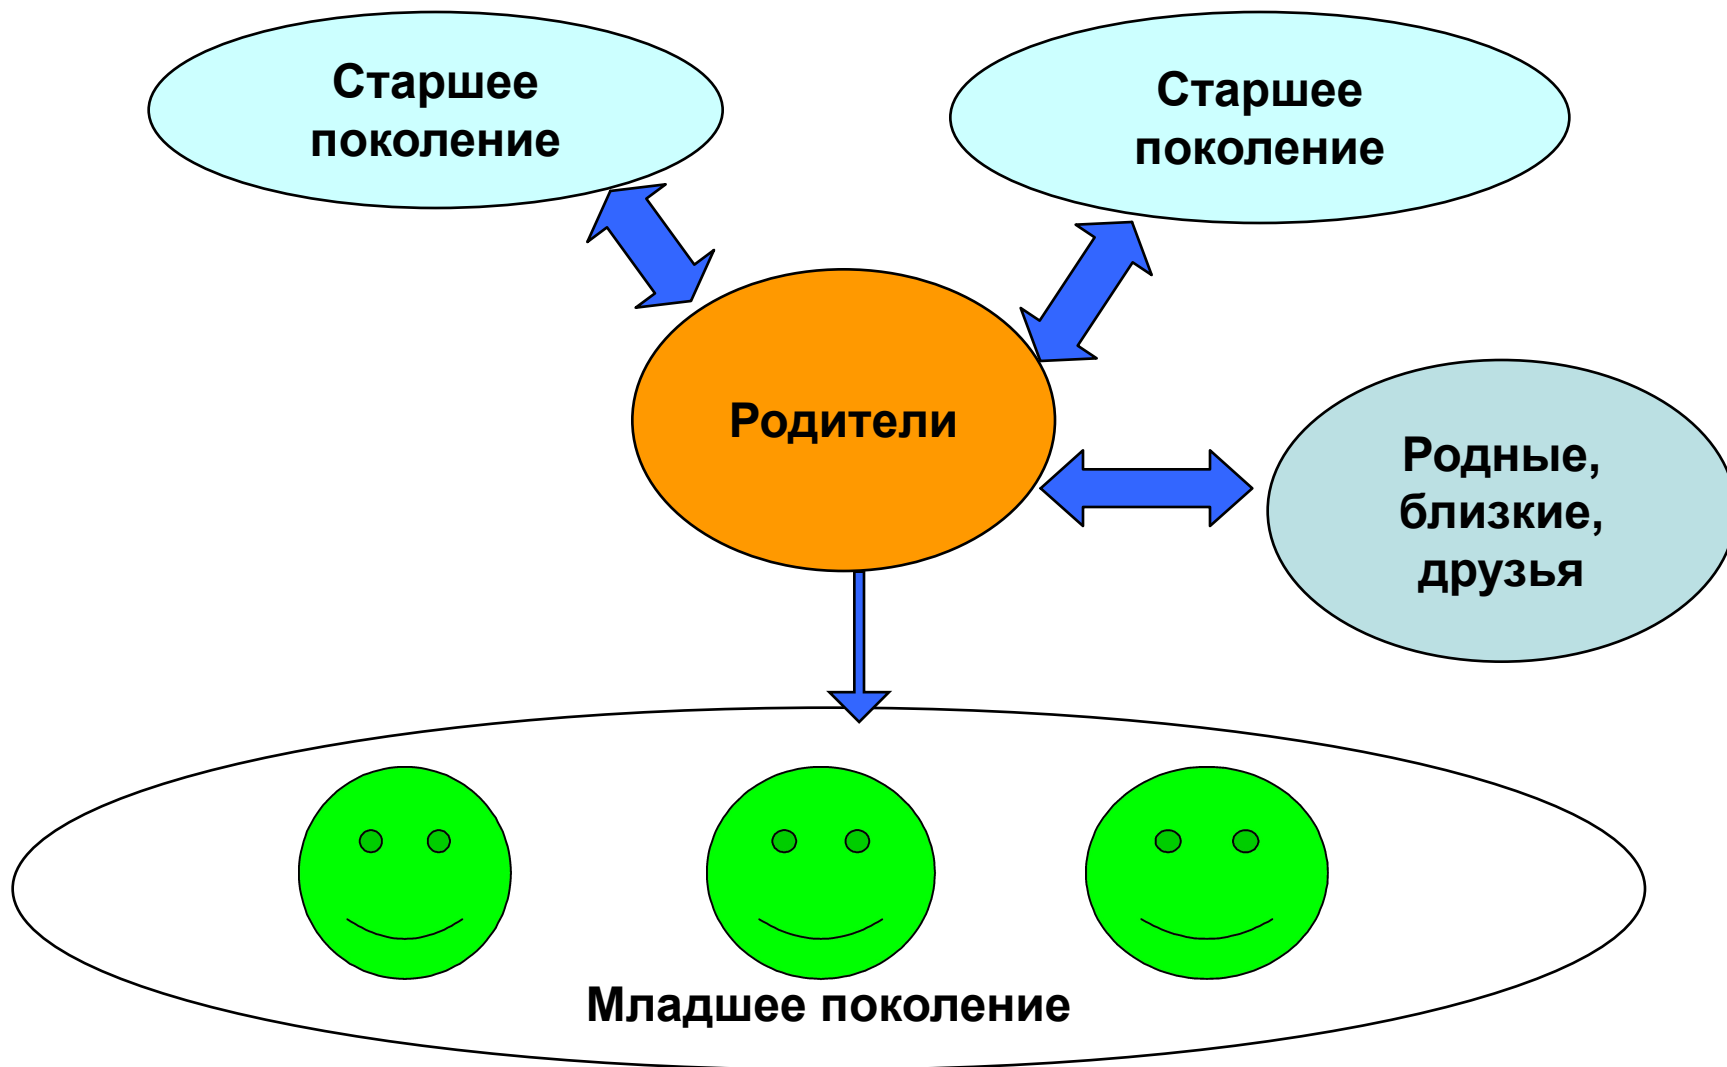 Старшее
поколение
Старшее
поколение
Родители
Родные,
близкие,
друзья
Младшее поколение